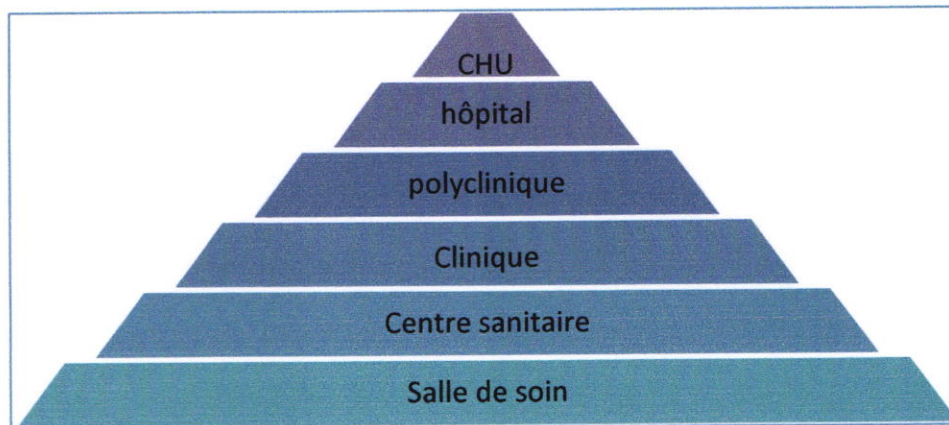 CHU
hôpital
polyclinique
Clinique
Centre sanitaire
Salle de soin